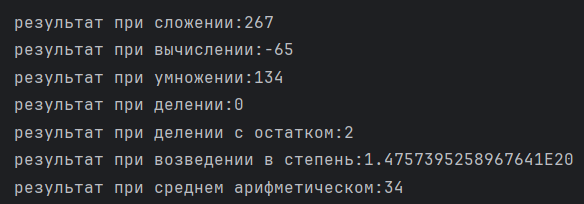 результат при сложении:267
результат при вычислении:-65
результат при умножении:134
результат при делении:0
результат при делении с остатком:2
результат при возведении в степень:1.4757395258967641E20
результат при среднем арифметическом:34